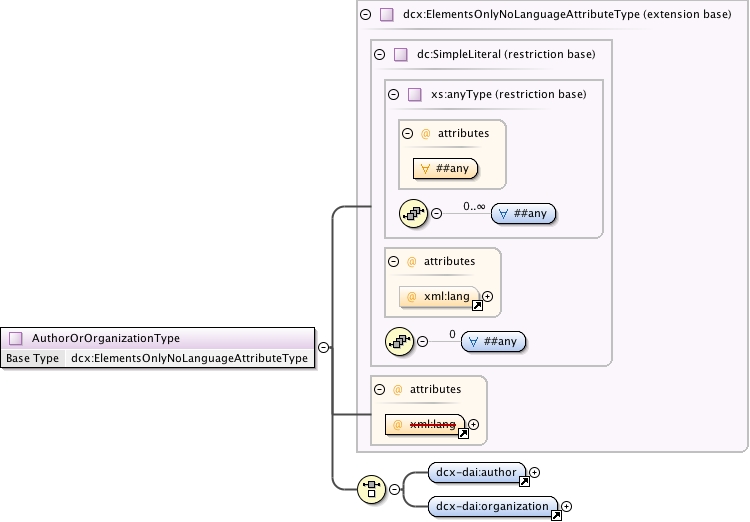 dcx:ElementsOnlyNoLanguageAttributeType (extension base)
dc:SimpleLiteral (restriction base)
xs:anyType (restriction base)
@ attributes
∀ ##any
0..∞
∀ ##any
@ attributes
@ xml:lang
0
∀ ##any
AuthorOrOrganizationType
Base Type dcx:ElementsOnlyNoLanguageAttributeType
@ attributes
@ xml:lang
dcx-dai:author
dcx-dai:organization